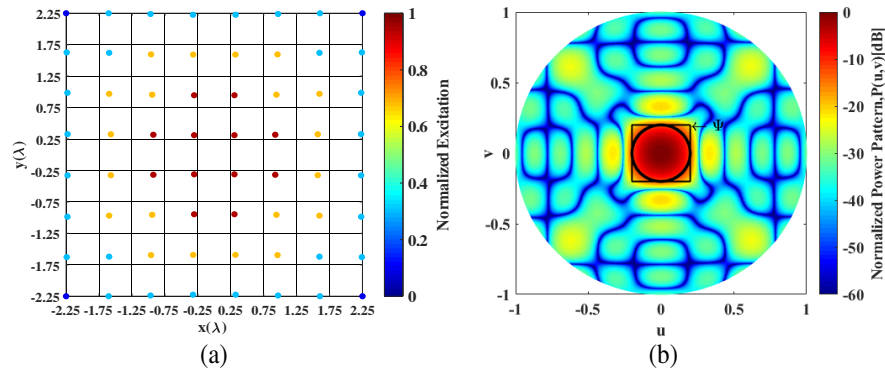 2.25
1.75
1.25
0.75
0.25
-0.25
-0.75
-1.25
-1.75
-2.25
y(λ)
-2.25 -1.75 -1.25 -0.75 -0.25 0.25 0.75 1.25 1.75 2.25
x(λ)
1
0.8
0.6
0.4
0.2
0
Normalized Excitation
(a)
1
0.5
0
-0.5
-1
v
← Ψ
-1 -0.5 0 0.5 1
u
0
-10
-20
-30
-40
-50
-60
Normalized Power Pattern,P(u,v)[dB]
(b)